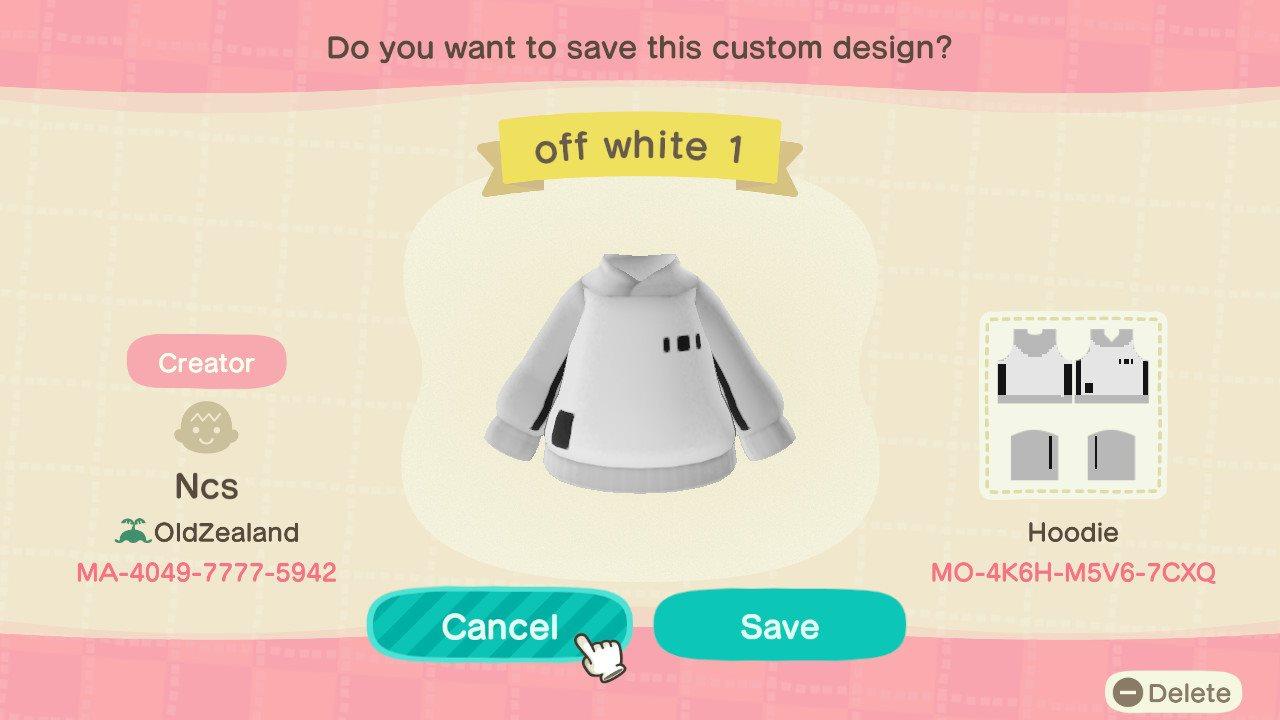 Do you want to save this custom design?
off white 1
Creator
Ncs
OldZealand
MA-4049-7777-5942
Hoodie
MO-4K6H-M5V6-7CXQ
Cancel
Save
Delete